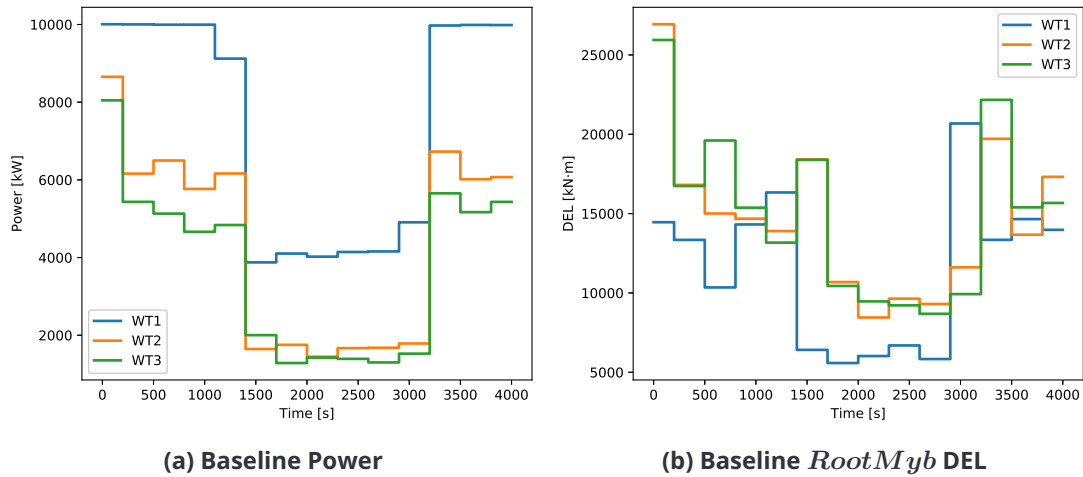 10000
8000
6000
4000
2000
Power [kW]
WT1
WT2
WT3
0 500 1000 1500 2000 2500 3000 3500 4000
Time [s]
(a) Baseline Power
25000
20000
15000
10000
5000
DEL [kN·m]
WT1
WT2
WT3
0 500 1000 1500 2000 2500 3000 3500 4000
Time [s]
(b) Baseline RootMyb DEL